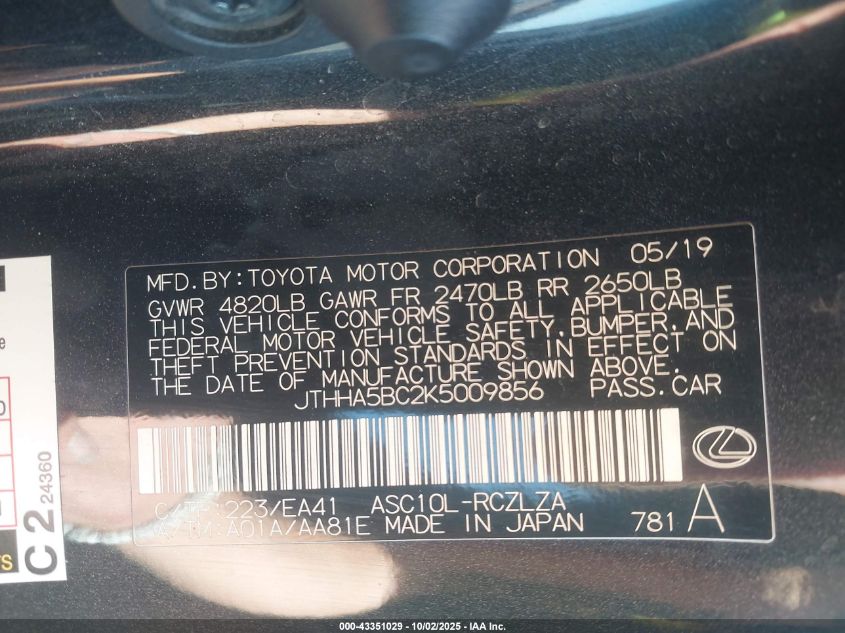 MFD.BY:TOYOTA MOTOR CORPORATION 05/19
GVWR 4820LB GAWR FR 2470LB RR 2650LB
THIS VEHICLE CONFORMS TO ALL APPLICABLE
FEDERAL MOTOR VEHICLE SAFETY,BUMPER,AND
THEFT PREVENTION STANDARDS IN EFFECT ON
THE DATE OF MANUFACTURE SHOWN ABOVE.
JTHHA5BC2K5009856 PASS.CAR
C/TR:223/EA41 ASC10L-RCZLZA
A/TM:A01A/AA81E MADE IN JAPAN 781 A
C2 24360
000-43351029 - 10/02/2025 - IAA Inc.